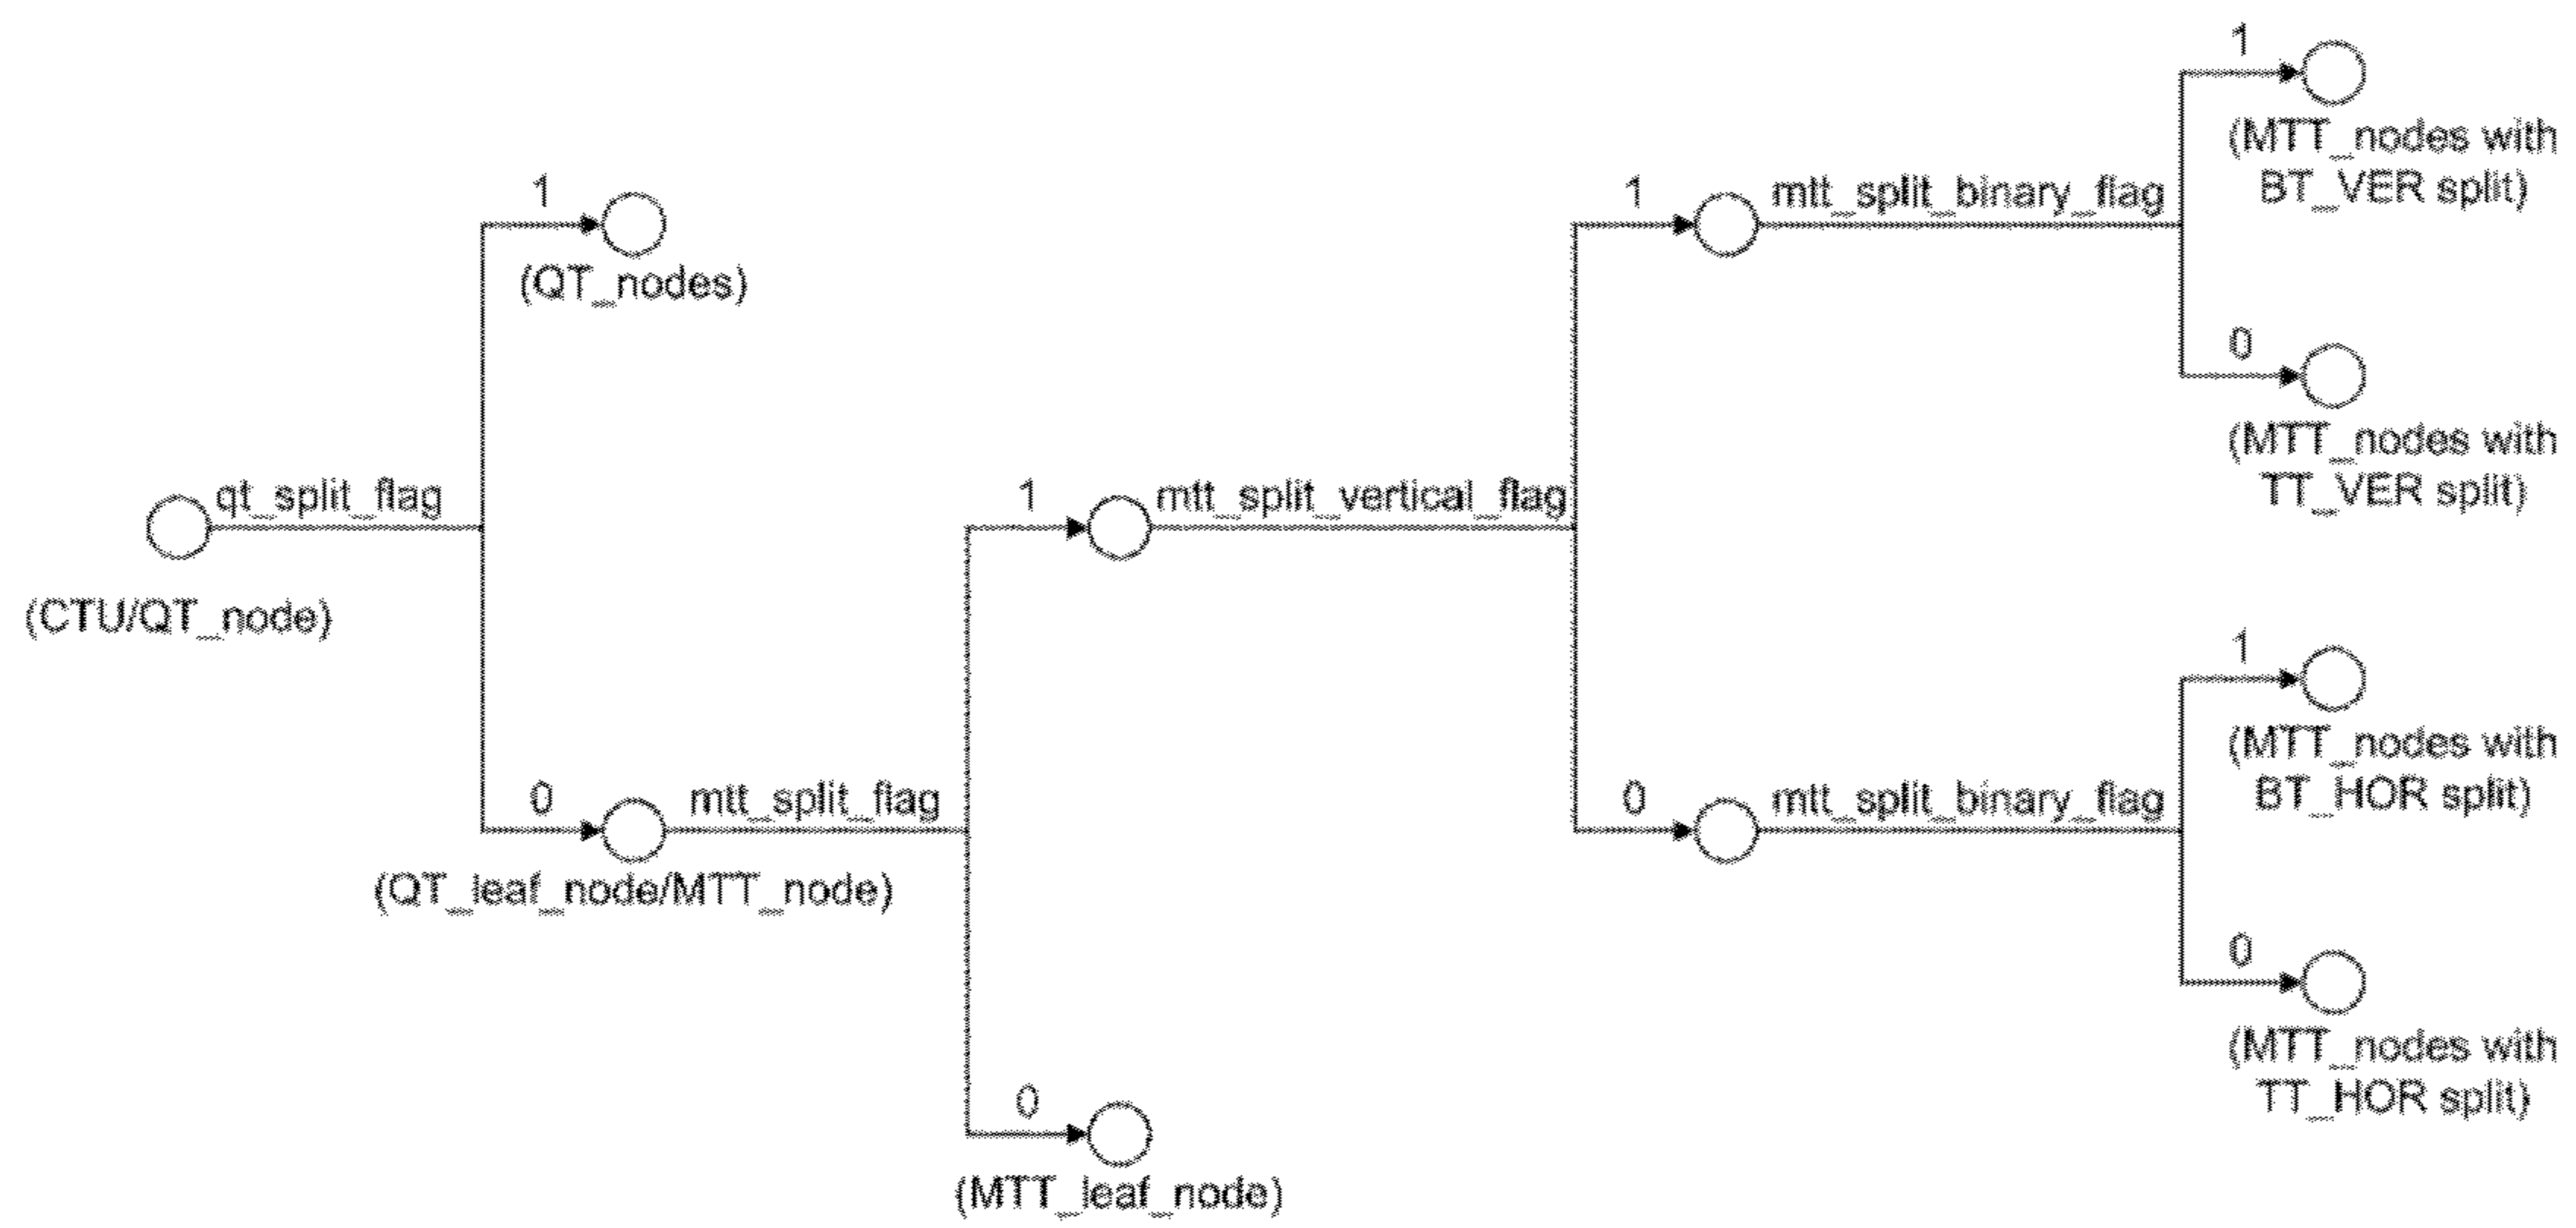 1
(MTT_nodes with
BT_VER split)
1
(QT_nodes)
1
mtt_split_binary_flag
0
(MTT_nodes with
TT_VER split)
qt_split_flag
(CTU/QT_node)
1
mtt_split_vertical_flag
0
mtt_split_flag
(QT_leaf_node/MTT_node)
0
mtt_split_binary_flag
1
(MTT_nodes with
BT_HOR split)
0
(MTT_nodes with
TT_HOR split)
0
(MTT_leaf_node)